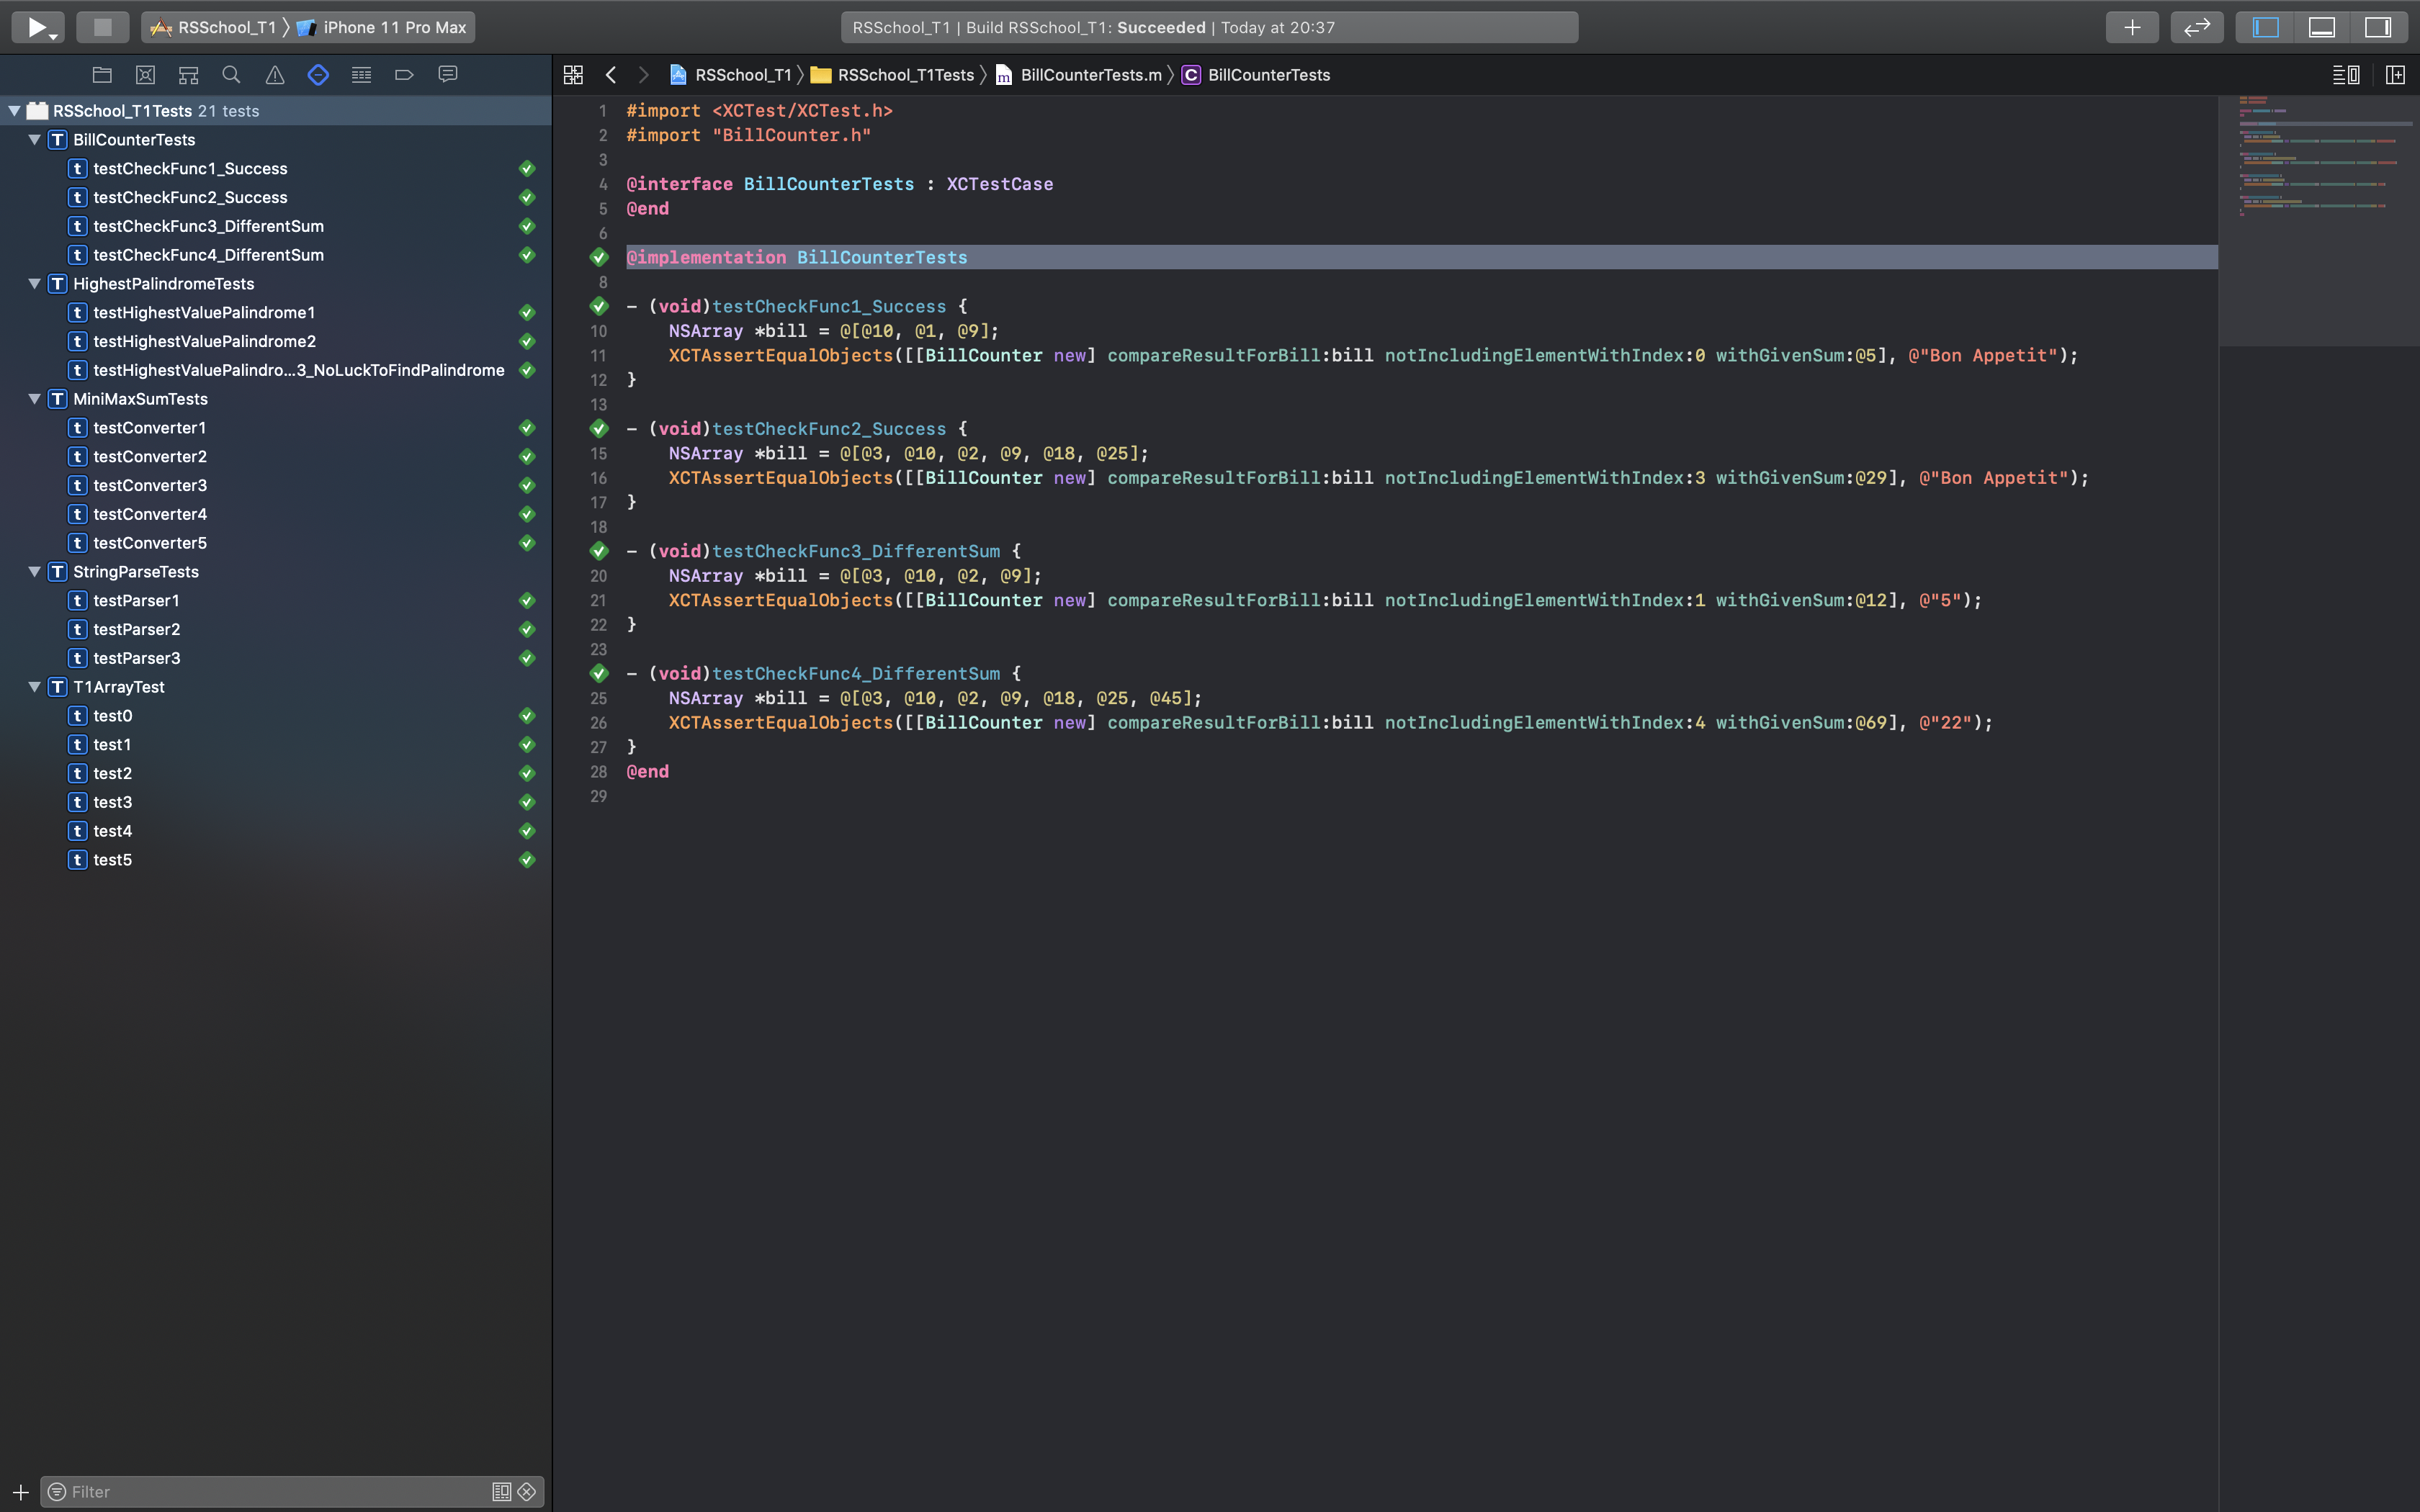 RSSchool_T1 iPhone 11 Pro Max
RSSchool_T1 | Build RSSchool_T1: Succeeded | Today at 20:37
RSSchool_T1 RSSchool_T1Tests BillCounterTests.m BillCounterTests
RSSchool_T1Tests 21 tests
BillCounterTests
testCheckFunc1_Success
testCheckFunc2_Success
testCheckFunc3_DifferentSum
testCheckFunc4_DifferentSum
HighestPalindromeTests
testHighestValuePalindrome1
testHighestValuePalindrome2
testHighestValuePalindro...3_NoLuckToFindPalindrome
MiniMaxSumTests
testConverter1
testConverter2
testConverter3
testConverter4
testConverter5
StringParseTests
testParser1
testParser2
testParser3
T1ArrayTest
test0
test1
test2
test3
test4
test5
Filter
1 #import <XCTest/XCTest.h>
2 #import "BillCounter.h"
3
4 @interface BillCounterTests : XCTestCase
5 @end
6
@implementation BillCounterTests
8
- (void)testCheckFunc1_Success {
10 NSArray *bill = @[@10, @1, @9];
11 XCTAssertEqualObjects([[BillCounter new] compareResultForBill:bill notIncludingElementWithIndex:0 withGivenSum:@5], @"Bon Appetit");
12 }
13
- (void)testCheckFunc2_Success {
15 NSArray *bill = @[@3, @10, @2, @9, @18, @25];
16 XCTAssertEqualObjects([[BillCounter new] compareResultForBill:bill notIncludingElementWithIndex:3 withGivenSum:@29], @"Bon Appetit");
17 }
18
- (void)testCheckFunc3_DifferentSum {
20 NSArray *bill = @[@3, @10, @2, @9];
21 XCTAssertEqualObjects([[BillCounter new] compareResultForBill:bill notIncludingElementWithIndex:1 withGivenSum:@12], @"5");
22 }
23
- (void)testCheckFunc4_DifferentSum {
25 NSArray *bill = @[@3, @10, @2, @9, @18, @25, @45];
26 XCTAssertEqualObjects([[BillCounter new] compareResultForBill:bill notIncludingElementWithIndex:4 withGivenSum:@69], @"22");
27 }
28 @end
29